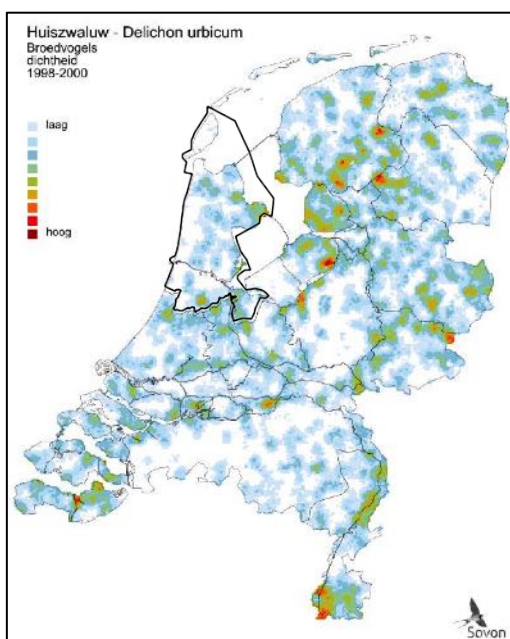 Huiszwaluw - Delichon urbicum
Broedvogels
dichtheid
1998-2000
laag
hoog
Sovon